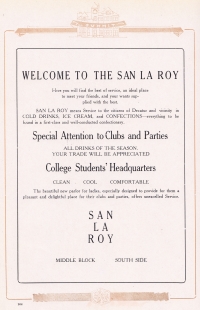 WELCOME TO THE SAN LA ROY
Here you will find the best of service, an ideal place
to meet your friends, and your wants sup-
plied with the best.
SAN LA ROY means Service to the citizens of Decatur and vicinity in
COLD DRINKS, ICE CREAM, and CONFECTIONS—everything to be
found in a first-class and well-conducted confectionery.
Special Attention to Clubs and Parties
ALL DRINKS OF THE SEASON.
YOUR TRADE WILL BE APPRECIATED
College Students' Headquarters
CLEAN COOL COMFORTABLE
The beautiful new parlor for ladies, especially designed to provide for them a
pleasant and delightful place for their clubs and parties, offers unexcelled Service.
SAN
LA
ROY
MIDDLE BLOCK SOUTH SIDE